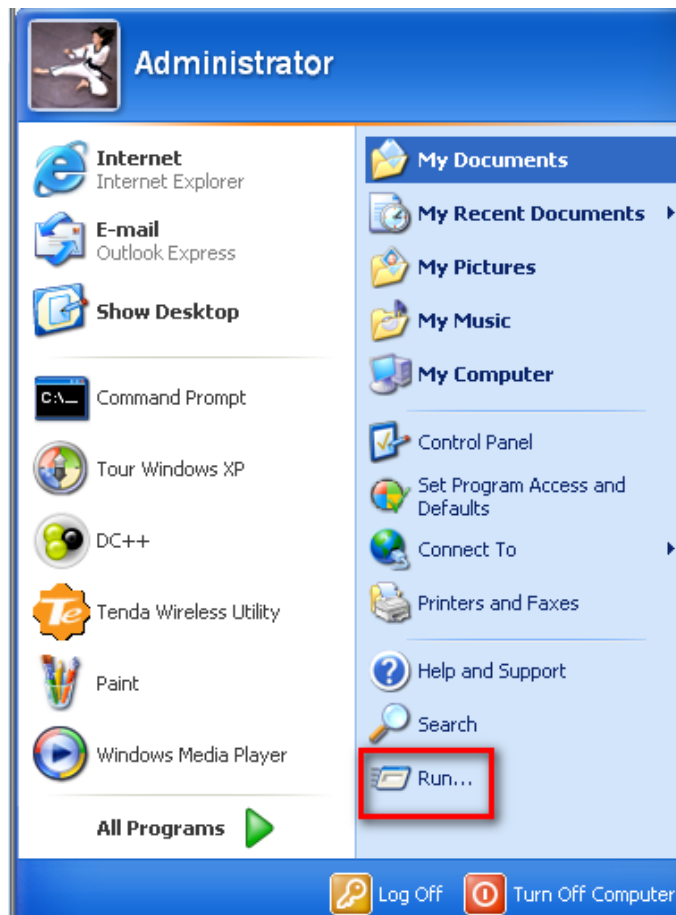 Administrator
Internet
Internet Explorer
E-mail
Outlook Express
Show Desktop
C:\_
Command Prompt
Tour Windows XP
DC++
Te
Tenda Wireless Utility
Paint
Windows Media Player
All Programs
My Documents
My Recent Documents
My Pictures
My Music
My Computer
Control Panel
Set Program Access and
Defaults
Connect To
Printers and Faxes
Help and Support
Search
Run...
Log Off
Turn Off Computer